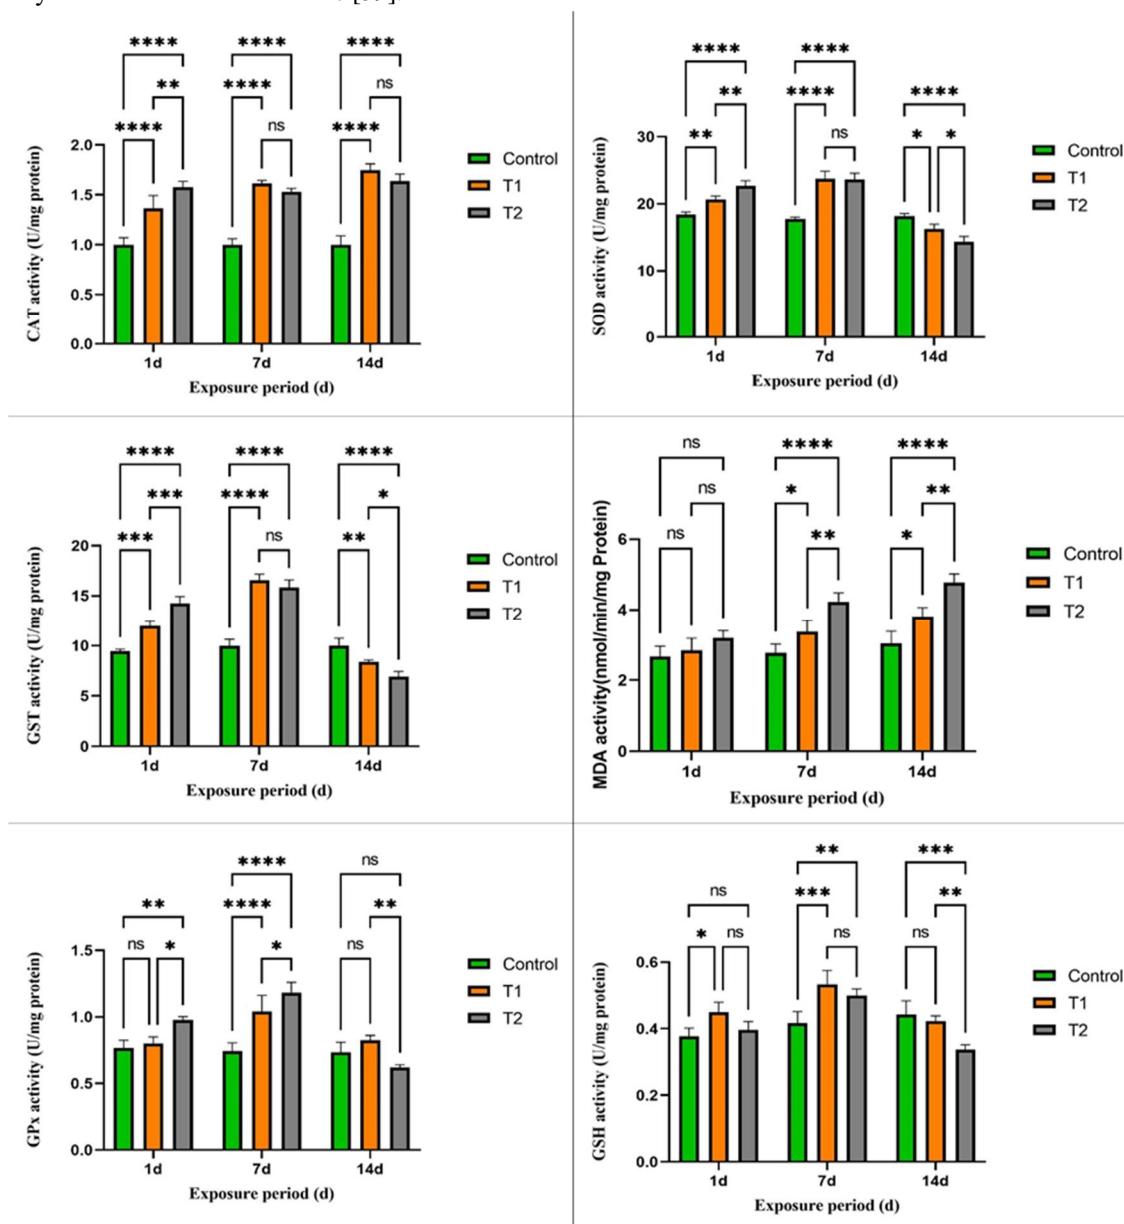 **** **** ****
** ns
**** **** ns ****
CAT activity (U/mg protein)
2.0
1.5
1.0
0.5
0.0
1d 7d 14d
Exposure period (d)
Control
T1
T2
**** ****
** **** ****
** ns * *
SOD activity (U/mg protein)
30
20
10
0
1d 7d 14d
Exposure period (d)
Control
T1
T2
**** **** ****
*** **** *
*** ns **
GST activity (U/mg protein)
20
15
10
5
0
1d 7d 14d
Exposure period (d)
Control
T1
T2
ns **** ****
ns * **
ns ** *
MDA activity(nmol/min/mg Protein)
6
4
2
0
1d 7d 14d
Exposure period (d)
Control
T1
T2
**** ns
** **** **
ns * * ns
GPx activity (U/mg protein)
1.5
1.0
0.5
0.0
1d 7d 14d
Exposure period (d)
Control
T1
T2
** ***
ns *** **
* ns ns ns
GSH activity (U/mg protein)
0.6
0.4
0.2
0.0
1d 7d 14d
Exposure period (d)
Control
T1
T2